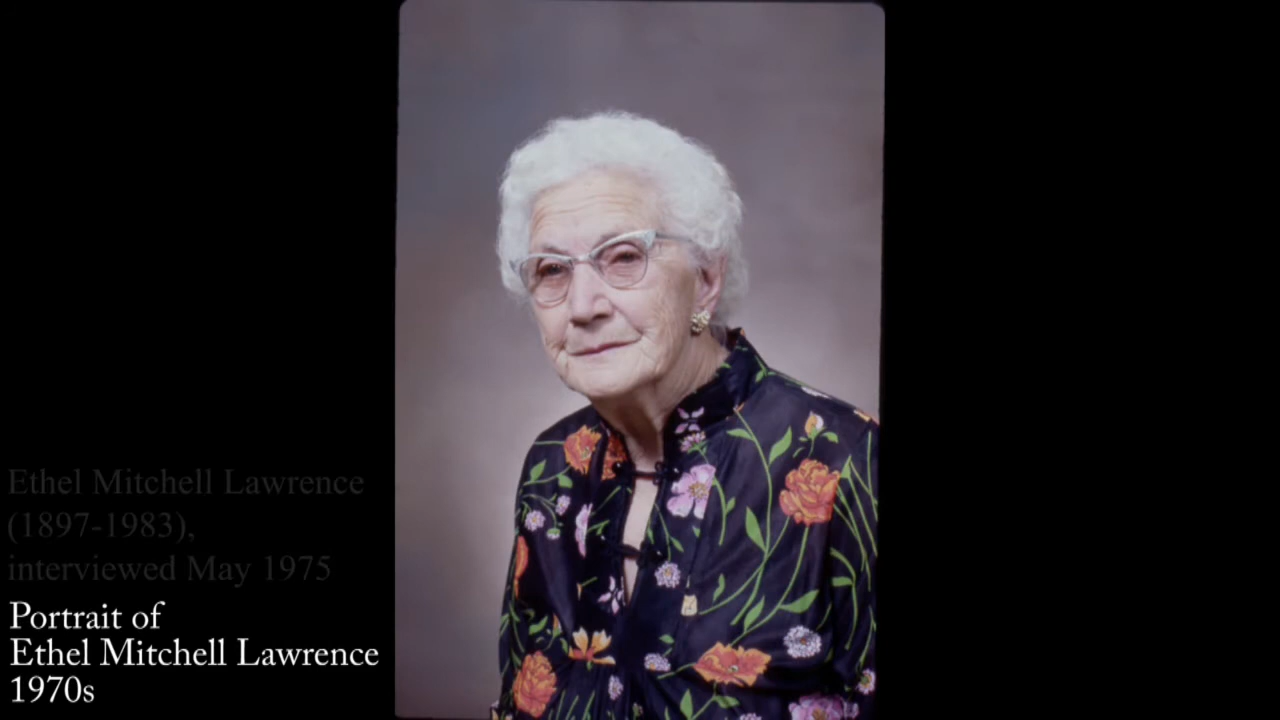 Ethel Mitchell Lawrence
(1897-1983),
interviewed May 1975
Portrait of
Ethel Mitchell Lawrence
1970s